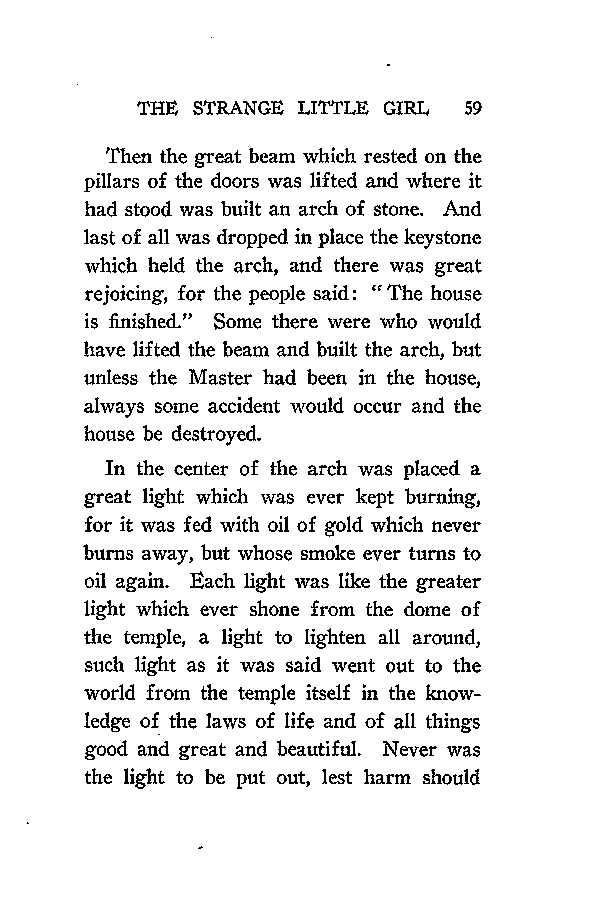 THE STRANGE LITTLE GIRL 59
Then the great beam which rested on the
pillars of the doors was lifted and where it
had stood was built an arch of stone. And
last of all was dropped in place the keystone
which held the arch, and there was great
rejoicing, for the people said: “The house
is finished.” Some there were who would
have lifted the beam and built the arch, but
unless the Master had been in the house,
always some accident would occur and the
house be destroyed.
In the center of the arch was placed a
great light which was ever kept burning,
for it was fed with oil of gold which never
burns away, but whose smoke ever turns to
oil again. Each light was like the greater
light which ever shone from the dome of
the temple, a light to lighten all around,
such light as it was said went out to the
world from the temple itself in the know-
ledge of the laws of life and of all things
good and great and beautiful. Never was
the light to be put out, lest harm should